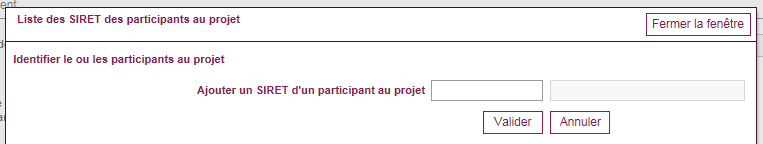 Liste des SIRET des participants au projet
Fermer la fenêtre
Identifier le ou les participants au projet
Ajouter un SIRET d'un participant au projet
Valider
Annuler